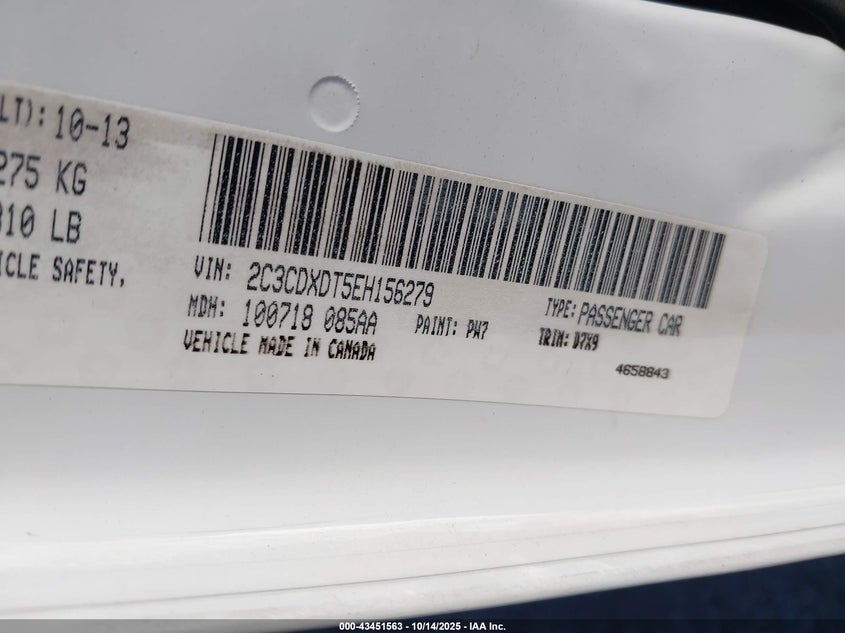 LT): 10-13
275 KG
310 LB
ICLE SAFETY,
VIN: 2C3CDXDT5EH156279
TYPE: PASSENGER CAR
MDH: 100718 085AA
PAINT: PW7
TRIM: D7X9
VEHICLE MADE IN CANADA
4658843
000-43451563 - 10/14/2025 - IAA Inc.